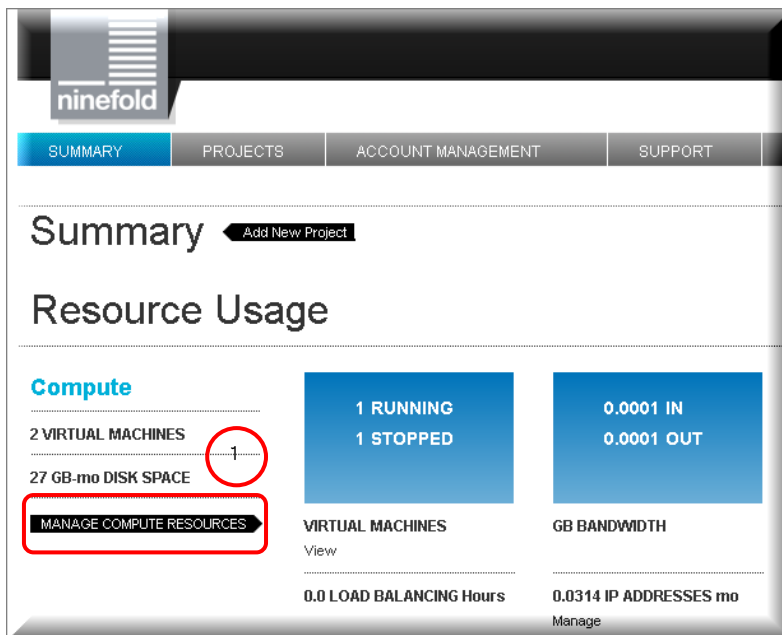 ninefold
SUMMARY PROJECTS ACCOUNT MANAGEMENT SUPPORT
Summary Add New Project
Resource Usage
Compute
2 VIRTUAL MACHINES
27 GB-mo DISK SPACE
1
MANAGE COMPUTE RESOURCES
1 RUNNING
1 STOPPED
VIRTUAL MACHINES
View
0.0 LOAD BALANCING Hours
0.0001 IN
0.0001 OUT
GB BANDWIDTH
0.0314 IP ADDRESSES mo
Manage